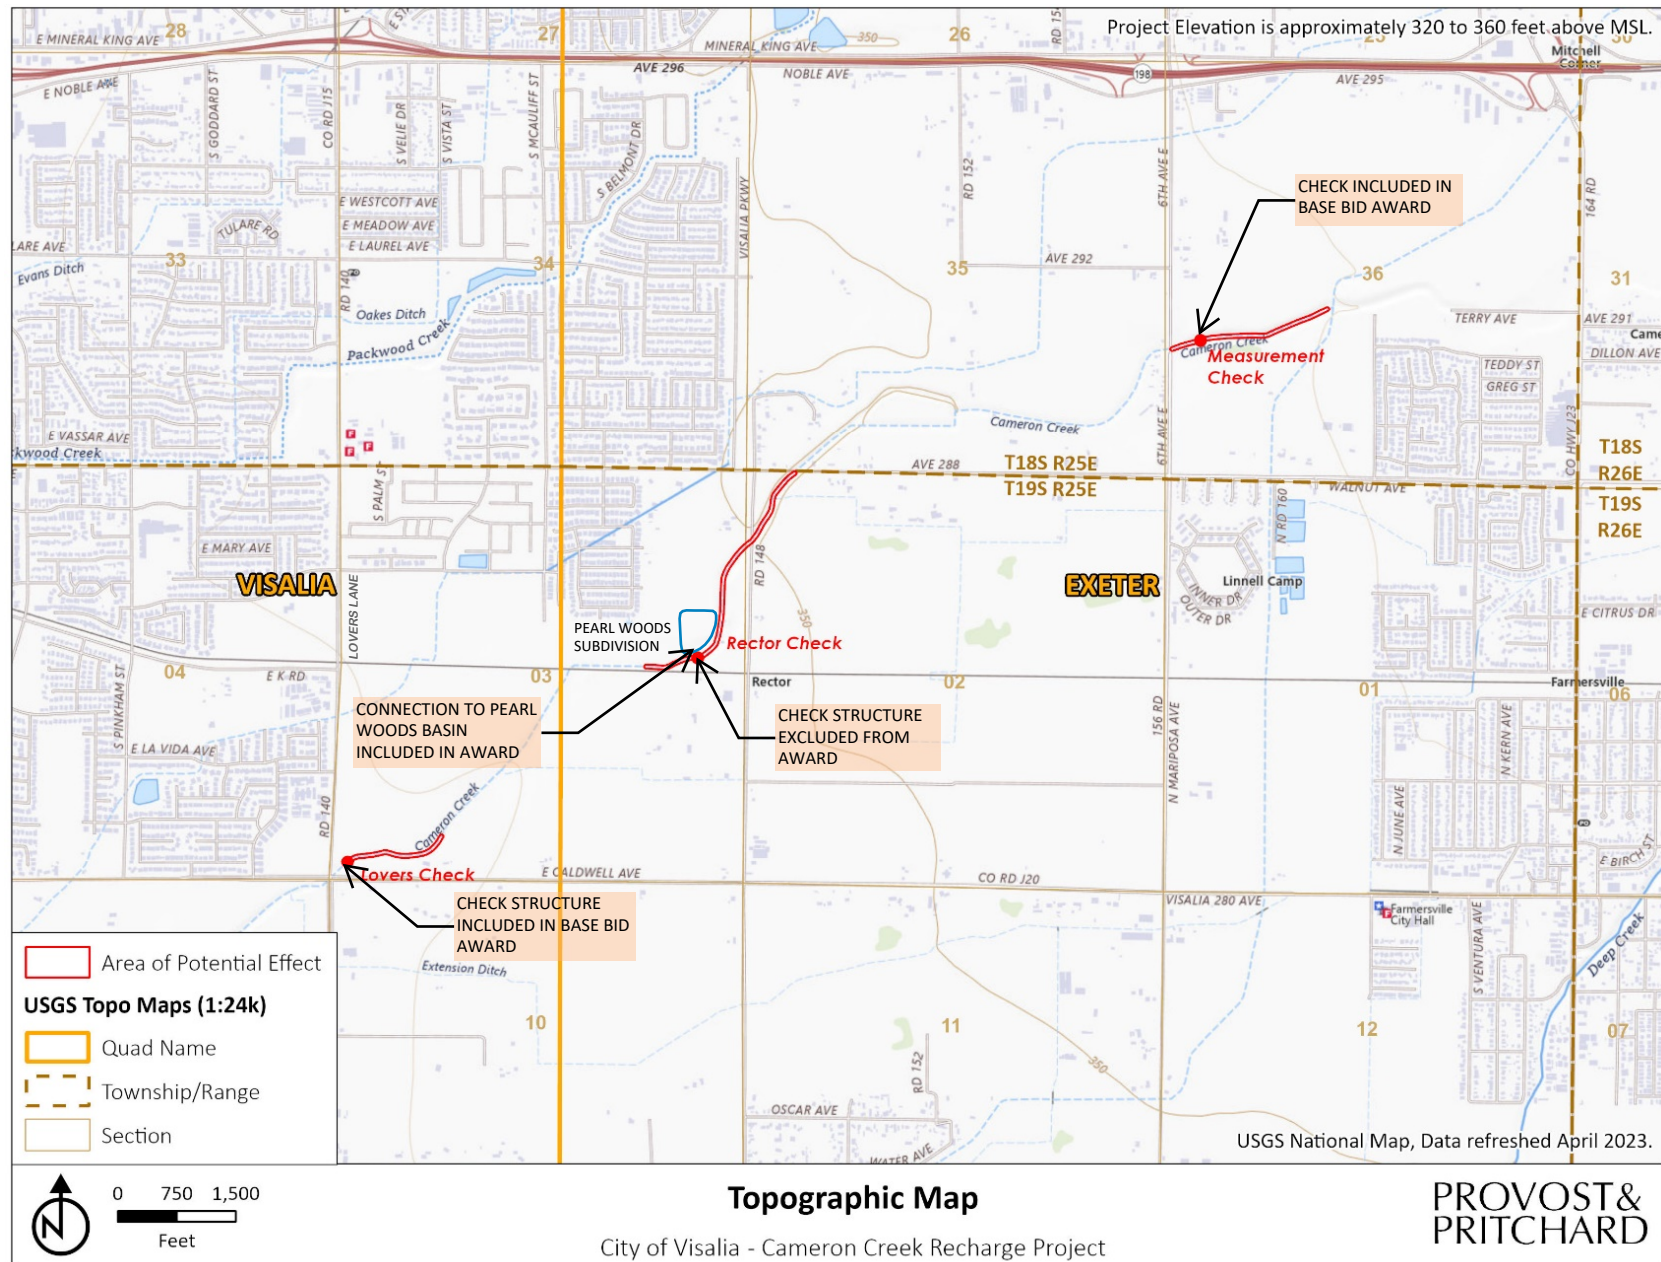 Project Elevation is approximately 320 to 360 feet above MSL.
28
27
26
E MINERAL KING AVE
MINERAL KING AVE
350
RD 154
Mitchell
Corner
AVE 296
NOBLE AVE
198
AVE 295
E NOBLE AVE
S GODDARD ST
CO RD J15
S VELIE DR
S VISTA ST
S MCAULIFF ST
S BELMONT DR
VISALIA PKWY
RD 152
6TH AVE E
164 RD
CHECK INCLUDED IN
BASE BID AWARD
E WESTCOTT AVE
E MEADOW AVE
E LAUREL AVE
TULARE RD
LARE AVE
33
34
35
AVE 292
36
31
Evans Ditch
RD 140
Oakes Ditch
Packwood Creek
Cameron Creek
Measurement
Check
TERRY AVE
AVE 291
Came
DILLON AVE
TEDDY ST
GREG ST
E VASSAR AVE
kwood Creek
Cameron Creek
6TH AVE E
CO HWY J23
AVE 288
T18S R25E
T19S R25E
WALNUT AVE
T18S
R26E
T19S
R26E
S PALM ST
E MARY AVE
N RD 160
RD 148
VISALIA
LOVERS LANE
EXETER
Linnell Camp
INNER DR
OUTER DR
350
E CITRUS DR
PEARL WOODS
SUBDIVISION
Rector Check
04
E K RD
03
Rector
02
01
Farmersville
06
S PINKHAM ST
CONNECTION TO PEARL
WOODS BASIN
INCLUDED IN AWARD
CHECK STRUCTURE
EXCLUDED FROM
AWARD
156 RD
N MARIPOSA AVE
N KERN AVE
E LA VIDA AVE
RD 140
Cameron Creek
N JUNE AVE
E BIRCH ST
Lovers Check
E CALDWELL AVE
CO RD J20
VISALIA 280 AVE
CHECK STRUCTURE
INCLUDED IN BASE BID
AWARD
Farmersville
City Hall
S VENTURA AVE
Deep Creek
Extension Ditch
10
11
12
07
350
RD 152
OSCAR AVE
WATER AVE
Area of Potential Effect
USGS Topo Maps (1:24k)
Quad Name
Township/Range
Section
USGS National Map, Data refreshed April 2023.
N
0 750 1,500
Feet
Topographic Map
City of Visalia - Cameron Creek Recharge Project
PROVOST&
PRITCHARD